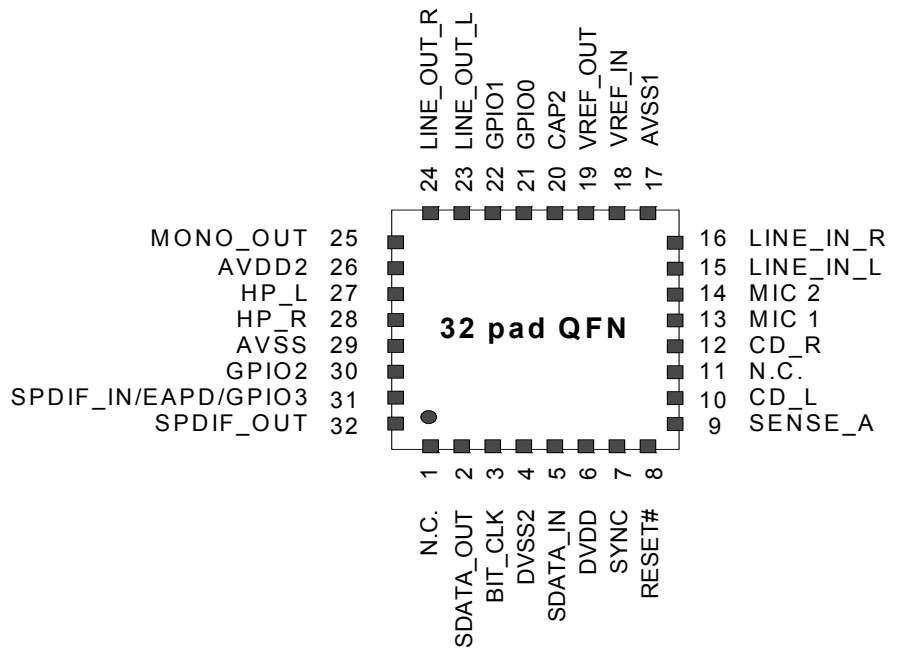 24 LINE_OUT_R
23 LINE_OUT_L
22 GPIO1
21 GPIO0
20 CAP2
19 VREF_OUT
18 VREF_IN
17 AVSS1
MONO_OUT 25
AVDD2 26
HP_L 27
HP_R 28
AVSS 29
GPIO2 30
SPDIF_IN/EAPD/GPIO3 31
SPDIF_OUT 32
32 pad QFN
16 LINE_IN_R
15 LINE_IN_L
14 MIC 2
13 MIC 1
12 CD_R
11 N.C.
10 CD_L
9 SENSE_A
N.C. 1
SDATA_OUT 2
BIT_CLK 3
DVSS2 4
SDATA_IN 5
DVDD 6
SYNC 7
RESET# 8